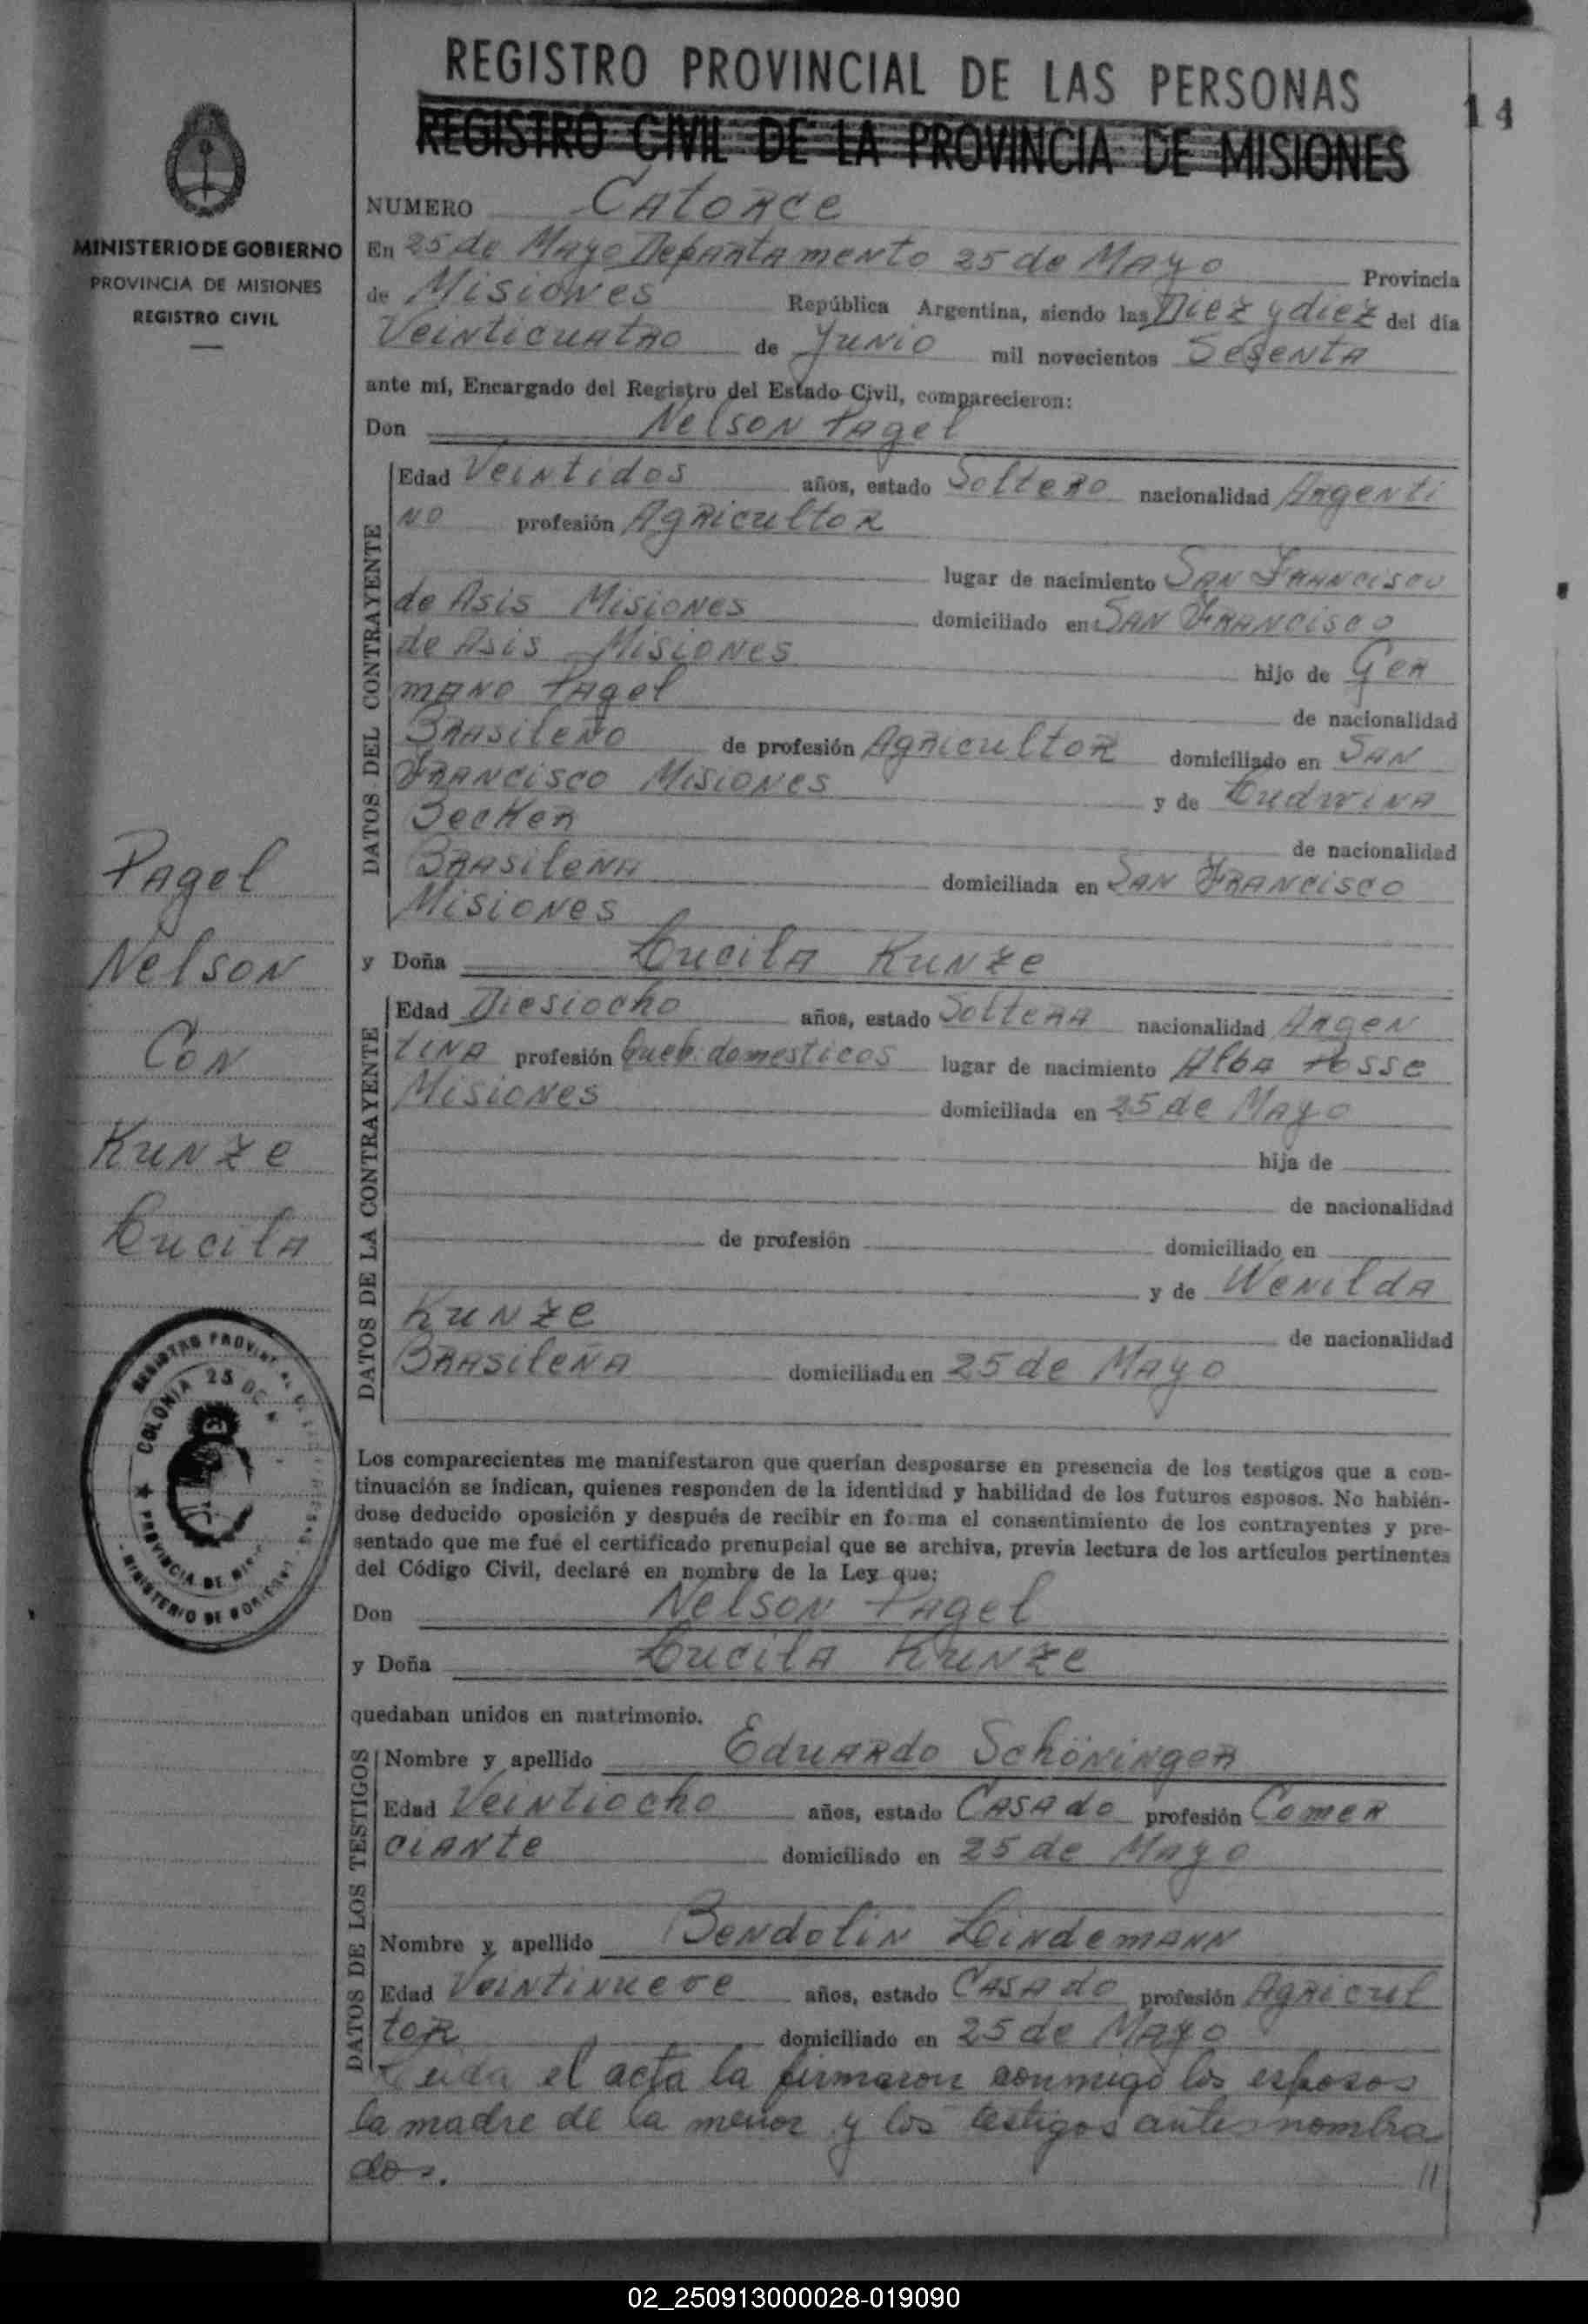 REGISTRO PROVINCIAL DE LAS PERSONAS
14
REGISTRO CIVIL DE LA PROVINCIA DE MISIONES
MINISTERIO DE GOBIERNO
PROVINCIA DE MISIONES
REGISTRO CIVIL
NUMERO Catorce
En 25 de Mayo Departamento 25 de Mayo Provincia
de Misiones República Argentina, siendo las Diez y diez del día
Veinticuatro de Junio mil novecientos Sesenta
ante mí, Encargado del Registro del Estado Civil, comparecieron:
Don Nelson Pagel
DATOS DEL CONTRAYENTE
Edad Veintidos años, estado Soltero nacionalidad Argenti
no profesión Agricultor
lugar de nacimiento San Francisco
de Asis Misiones domiciliado en San Francisco
de Asis Misiones hijo de Ger
mano Pagel de nacionalidad
Brasileño de profesión Agricultor domiciliado en San
Francisco Misiones y de Ludwina
Becker de nacionalidad
Brasileña domiciliada en San Francisco
Misiones
Pagel
Nelson
Con
Kunze
Lucila
y Doña Lucila Kunze
DATOS DE LA CONTRAYENTE
Edad Diesiocho años, estado Soltera nacionalidad Argen
tina profesión Queh. domesticos lugar de nacimiento Alba Posse
Misiones domiciliada en 25 de Mayo
hija de
de nacionalidad
de profesión domiciliado en
y de Wenilda
Kunze de nacionalidad
Brasileña domiciliada en 25 de Mayo
COLONIA 25 DE
PROVINCIA DE
MINISTERIO DE
Los comparecientes me manifestaron que querían desposarse en presencia de los testigos que a con-
tinuación se indican, quienes responden de la identidad y habilidad de los futuros esposos. No habién-
dose deducido oposición y después de recibir en forma el consentimiento de los contrayentes y pre-
sentado que me fué el certificado prenupcial que se archiva, previa lectura de los artículos pertinentes
del Código Civil, declaré en nombre de la Ley que:
Don Nelson Pagel
y Doña Lucila Kunze
quedaban unidos en matrimonio.
DATOS DE LOS TESTIGOS
Nombre y apellido Eduardo Schöninger
Edad Veintiocho años, estado Casado profesión Comer
ciante domiciliado en 25 de Mayo
Nombre y apellido Bendolin Lindemann
Edad Veintinueve años, estado Casado profesión Agricul
tor domiciliado en 25 de Mayo
Leida el acta la firmaron conmigo los esposos
la madre de la menor y los testigos antes nombra
dos. //
02_250913000028-019090